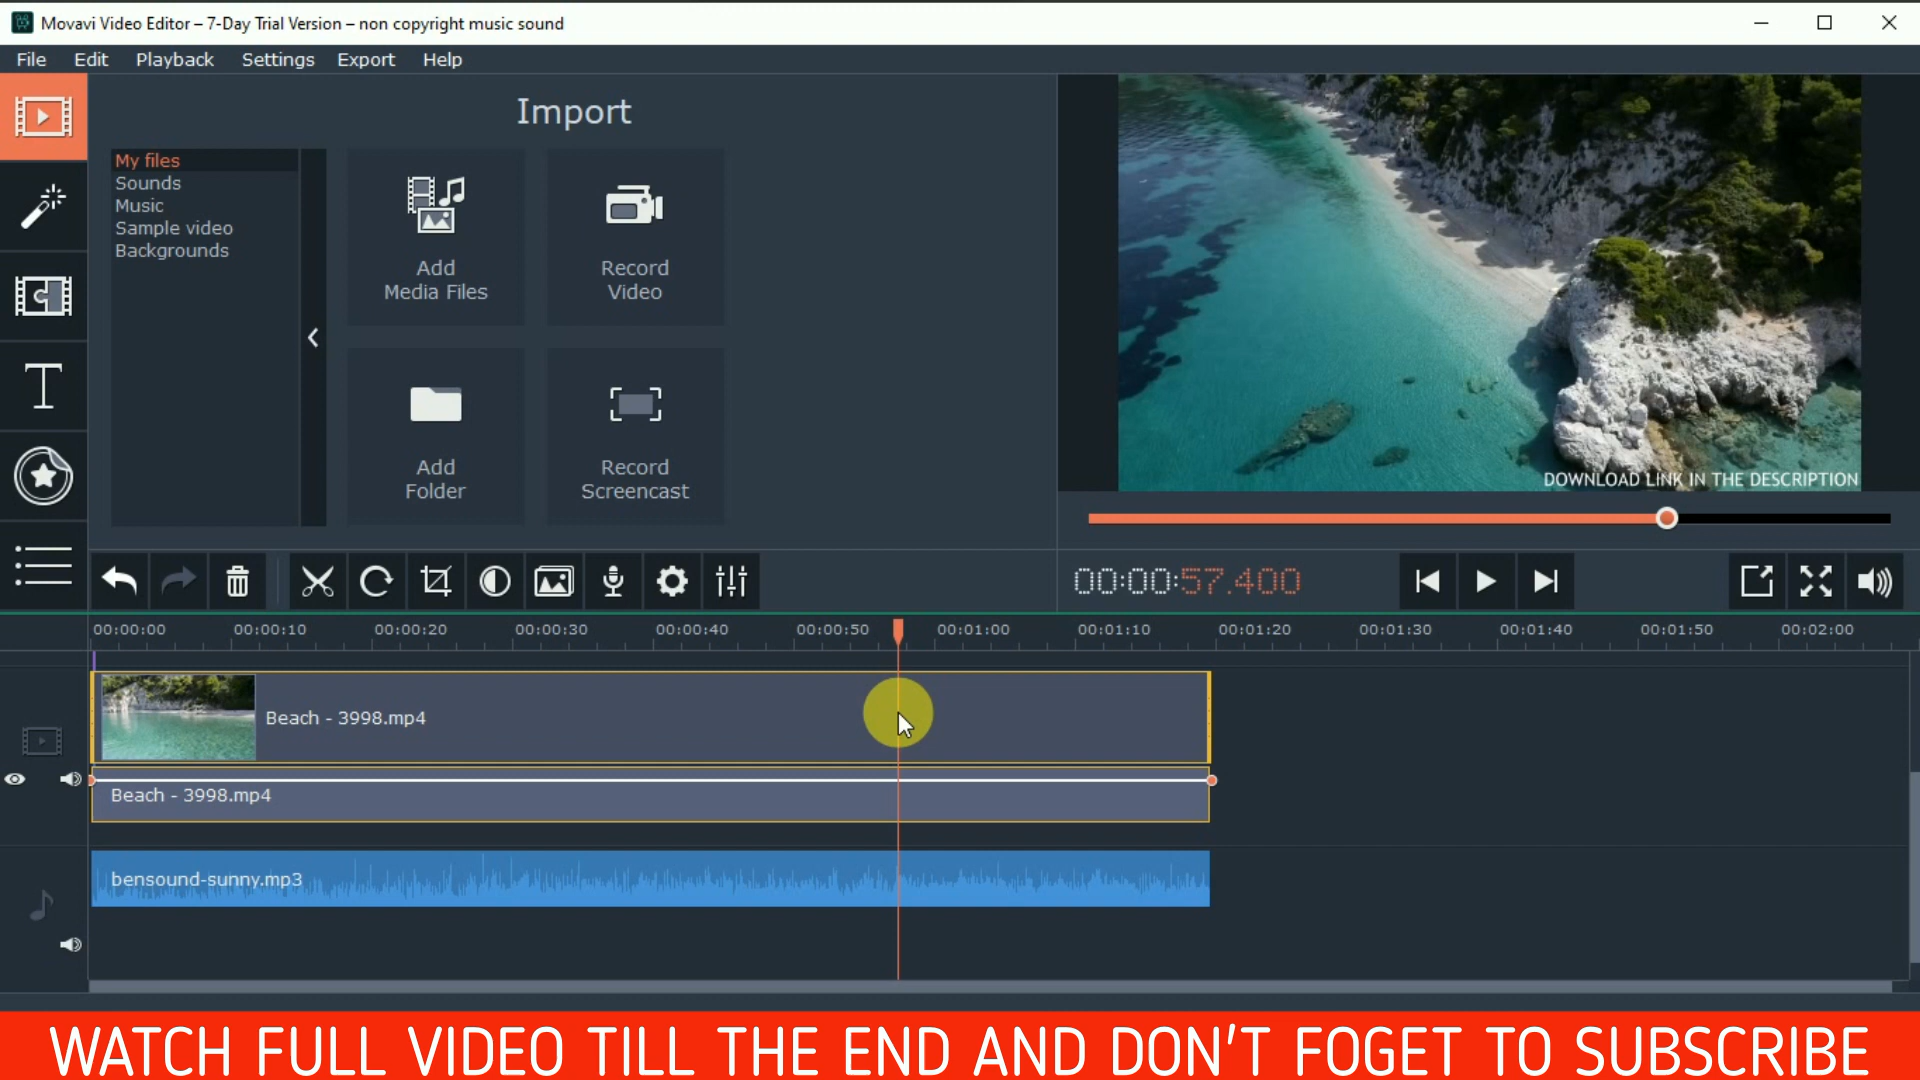 Movavi Video Editor – 7-Day Trial Version – non copyright music sound
File Edit Playback Settings Export Help
Import
My files
Sounds
Music
Sample video
Backgrounds
Add
Media Files
Record
Video
Add
Folder
Record
Screencast
DOWNLOAD LINK IN THE DESCRIPTION
00:00:57.400
00:00:00 00:00:10 00:00:20 00:00:30 00:00:40 00:00:50 00:01:00 00:01:10 00:01:20 00:01:30 00:01:40 00:01:50 00:02:00
Beach - 3998.mp4
Beach - 3998.mp4
bensound-sunny.mp3
WATCH FULL VIDEO TILL THE END AND DON'T FOGET TO SUBSCRIBE